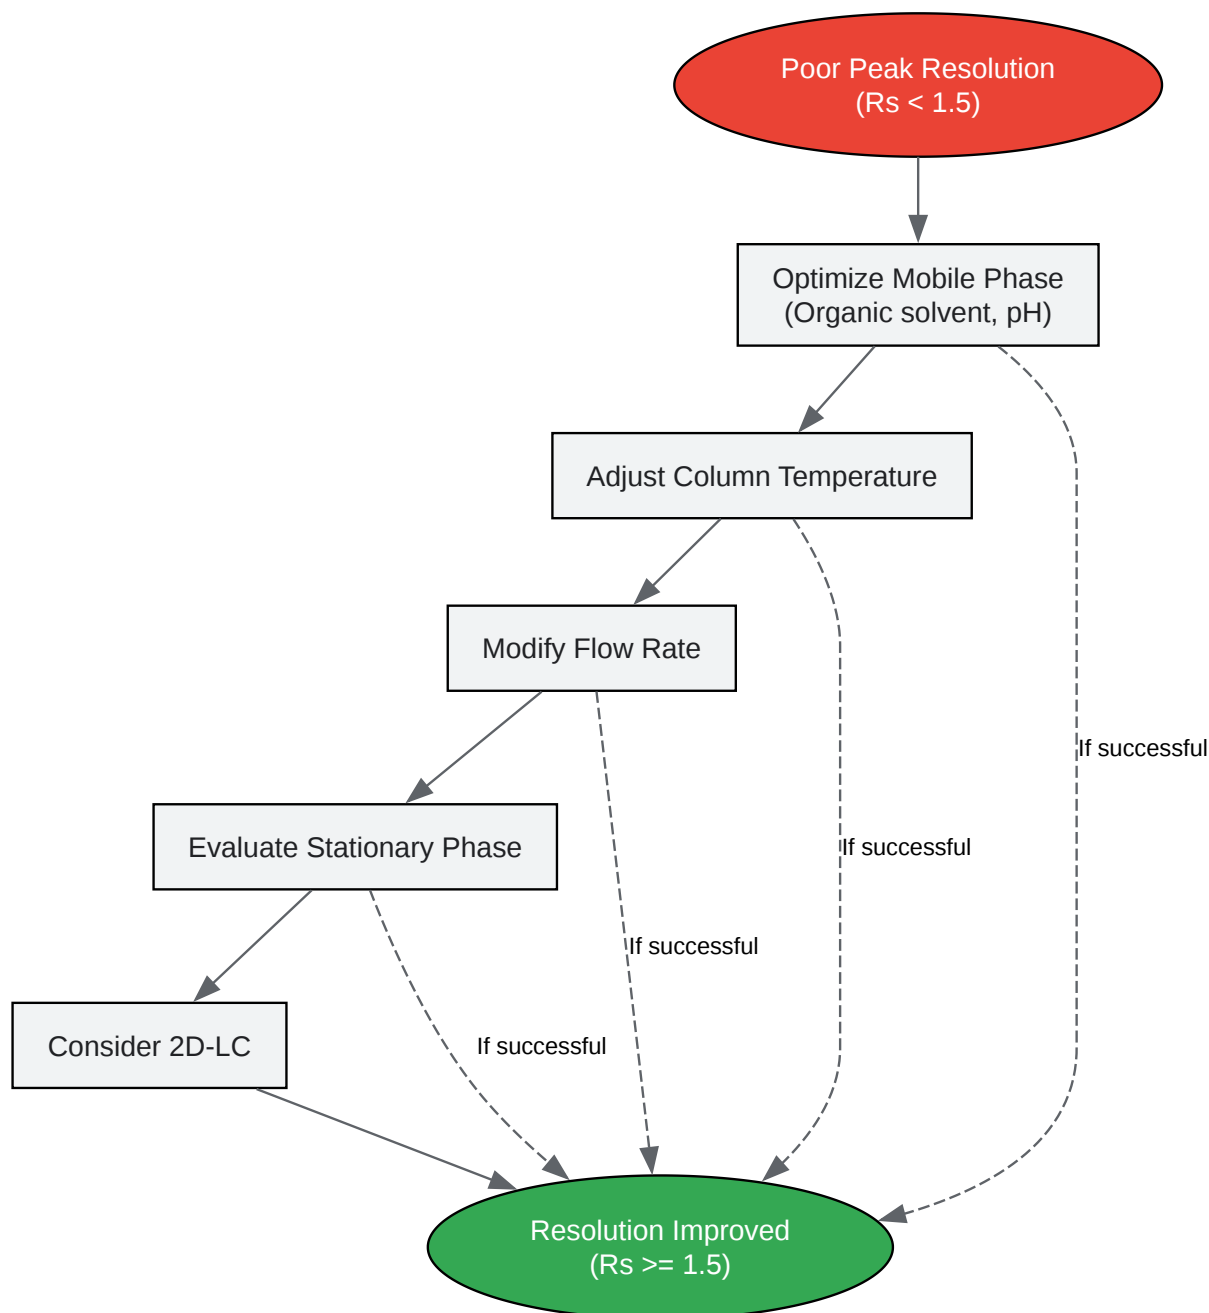 Poor Peak Resolution
(Rs < 1.5)
Optimize Mobile Phase
(Organic solvent, pH)
Adjust Column Temperature
Modify Flow Rate
If successful
Evaluate Stationary Phase
If successful
If successful
Consider 2D-LC
If successful
Resolution Improved
(Rs >= 1.5)